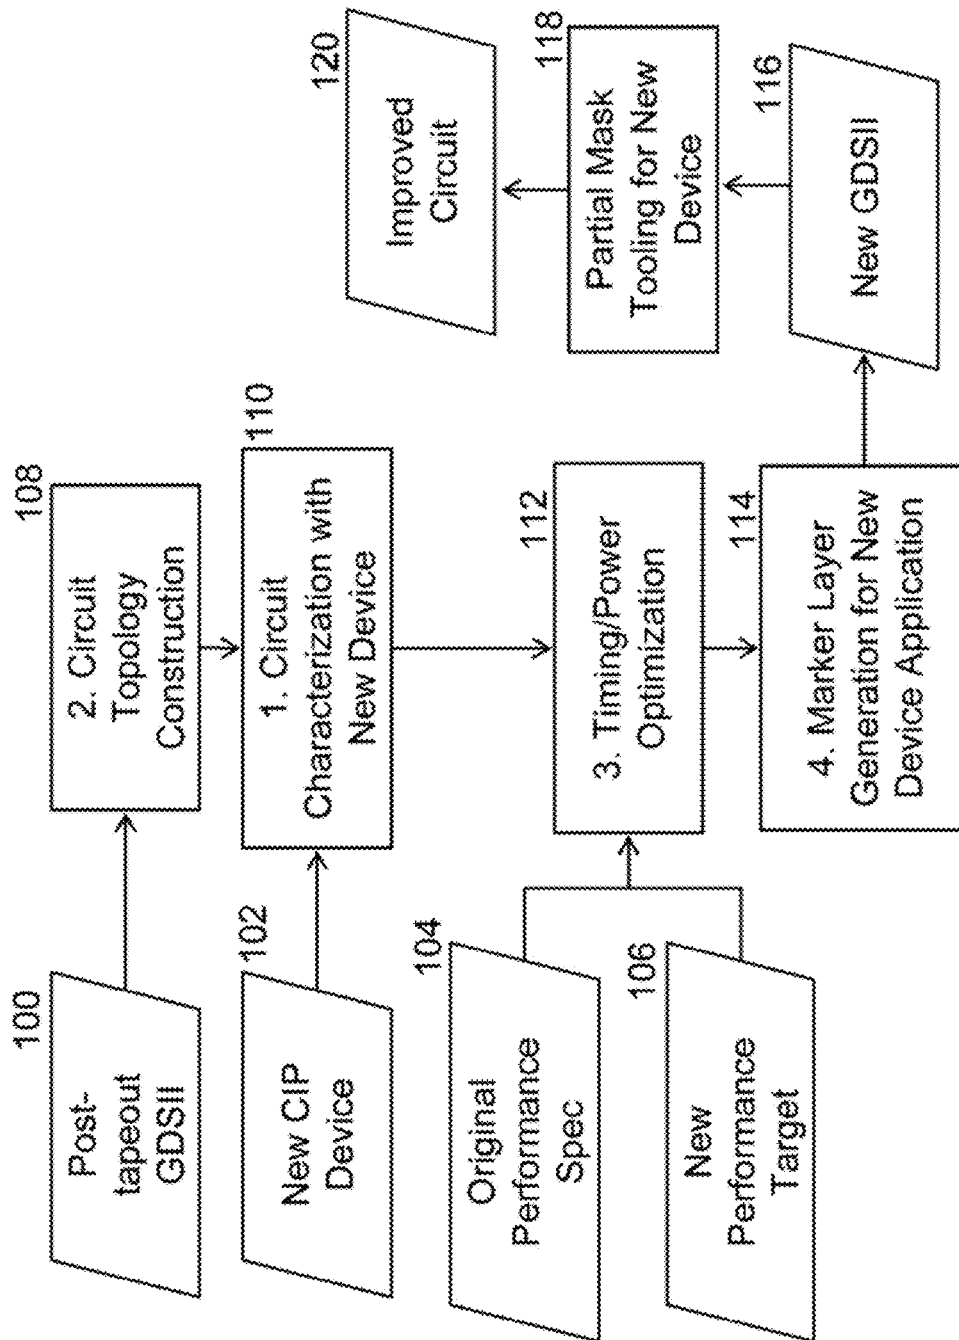 100
Post-
tapeout
GDSII
102
New CIP
Device
104
Original
Performance
Spec
106
New
Performance
Target
108
2. Circuit
Topology
Construction
110
1. Circuit
Characterization with
New Device
112
3. Timing/Power
Optimization
114
4. Marker Layer
Generation for New
Device Application
116
New GDSII
118
Partial Mask
Tooling for New
Device
120
Improved
Circuit